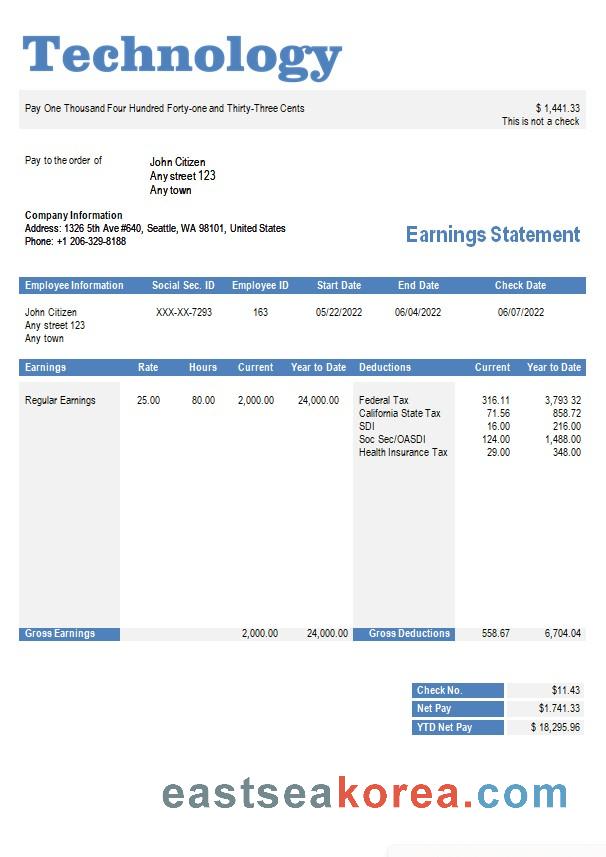 Technology
Pay One Thousand Four Hundred Forty-one and Thirty-Three Cents $ 1,441.33
This is not a check
Pay to the order of John Citizen
Any street 123
Any town
Company Information
Address: 1326 5th Ave #640, Seattle, WA 98101, United States
Phone: +1 206-329-8188
Earnings Statement
Employee Information Social Sec. ID Employee ID Start Date End Date Check Date
John Citizen XXX-XX-7293 163 05/22/2022 06/04/2022 06/07/2022
Any street 123
Any town
Earnings Rate Hours Current Year to Date Deductions Current Year to Date
Regular Earnings 25.00 80.00 2,000.00 24,000.00 Federal Tax 316.11 3,793 32
California State Tax 71.56 858.72
SDI 16.00 216.00
Soc Sec/OASDI 124.00 1,488.00
Health Insurance Tax 29.00 348.00
Gross Earnings 2,000.00 24,000.00 Gross Deductions 558.67 6,704.04
Check No. $11.43
Net Pay $1.741.33
YTD Net Pay $ 18,295.96
eastseakorea.com